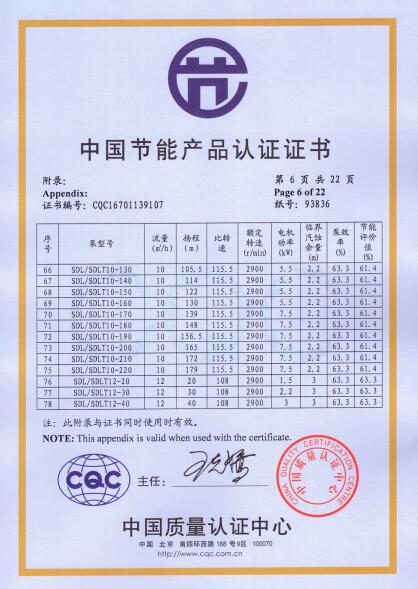 中国节能产品认证证书
附录: 第 6 页 共 22 页
Appendix: Page 6 of 22
证书编号: CQC16701139107 纸号: 93836
序号 泵型号 流量(m³/h) 扬程(m) 比转速 额定转速(r/min) 电机功率(kW) 临界汽蚀余量(m) 泵效率(%) 节能评价值(%)
66 SDL/SDLT10-130 10 105.5 115.5 2900 5.5 2.2 63.3 61.4
67 SDL/SDLT10-140 10 114 115.5 2900 5.5 2.2 63.3 61.4
68 SDL/SDLT10-150 10 122 115.5 2900 5.5 2.2 63.3 61.4
69 SDL/SDLT10-160 10 130 115.5 2900 5.5 2.2 63.3 61.4
70 SDL/SDLT10-170 10 139 115.5 2900 7.5 2.2 63.3 61.4
71 SDL/SDLT10-180 10 148 115.5 2900 7.5 2.2 63.3 61.4
72 SDL/SDLT10-190 10 156.5 115.5 2900 7.5 2.2 63.3 61.4
73 SDL/SDLT10-200 10 165 115.5 2900 7.5 2.2 63.3 61.4
74 SDL/SDLT10-210 10 172 115.5 2900 7.5 2.2 63.3 61.4
75 SDL/SDLT10-220 10 179 115.5 2900 7.5 2.2 63.3 61.4
76 SDL/SDLT12-20 12 20 108 2900 1.5 3 63.3 63.3
77 SDL/SDLT12-30 12 30 108 2900 2.2 3 63.3 63.3
78 SDL/SDLT12-40 12 40 108 2900 3 3 63.3 63.3
注: 此附录与证书同时使用时有效。
NOTE: This appendix is valid when used with the certificate.
CQC
主任:
CHINA QUALITY CERTIFICATION CENTRE
中国质量认证中心
中国质量认证中心
中国 北京 南四环西路 188 号 9区 100070
http://www.cqc.com.cn